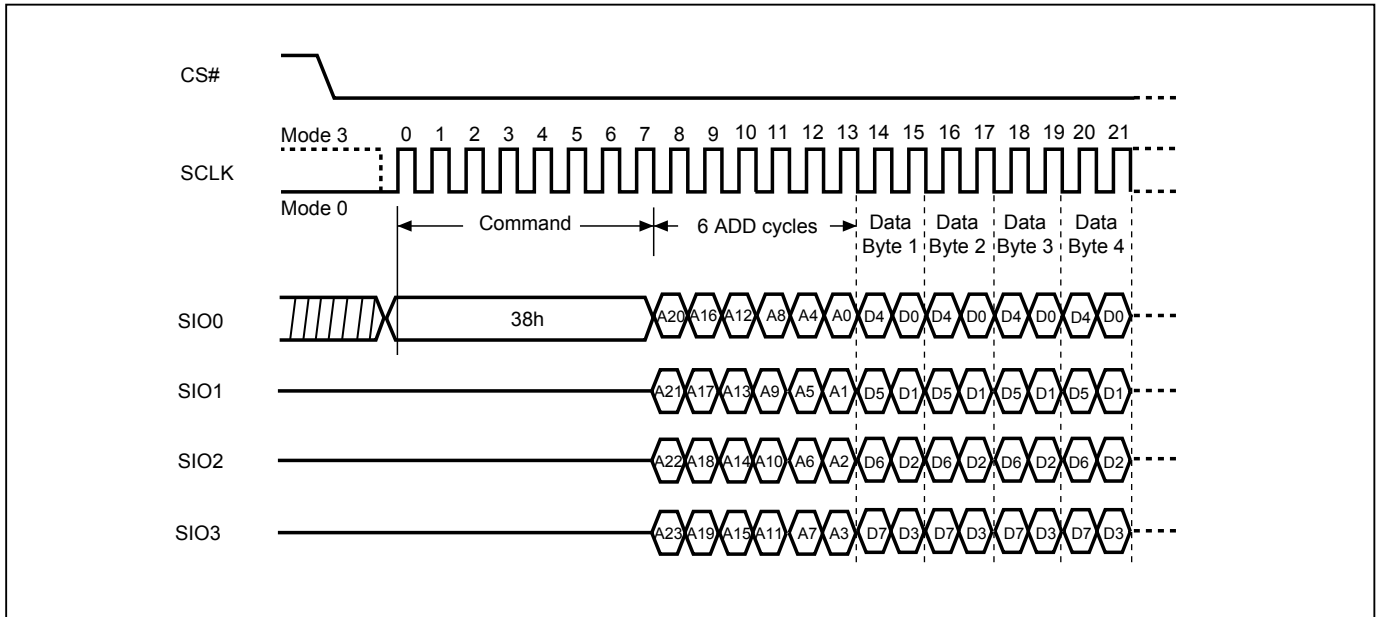 CS#
Mode 3
0 1 2 3 4 5 6 7 8 9 10 11 12 13 14 15 16 17 18 19 20 21
SCLK
Mode 0
Command
6 ADD cycles
Data Byte 1
Data Byte 2
Data Byte 3
Data Byte 4
SIO0 38h A20 A16 A12 A8 A4 A0 D4 D0 D4 D0 D4 D0 D4 D0
SIO1 A21 A17 A13 A9 A5 A1 D5 D1 D5 D1 D5 D1 D5 D1
SIO2 A22 A18 A14 A10 A6 A2 D6 D2 D6 D2 D6 D2 D6 D2
SIO3 A23 A19 A15 A11 A7 A3 D7 D3 D7 D3 D7 D3 D7 D3